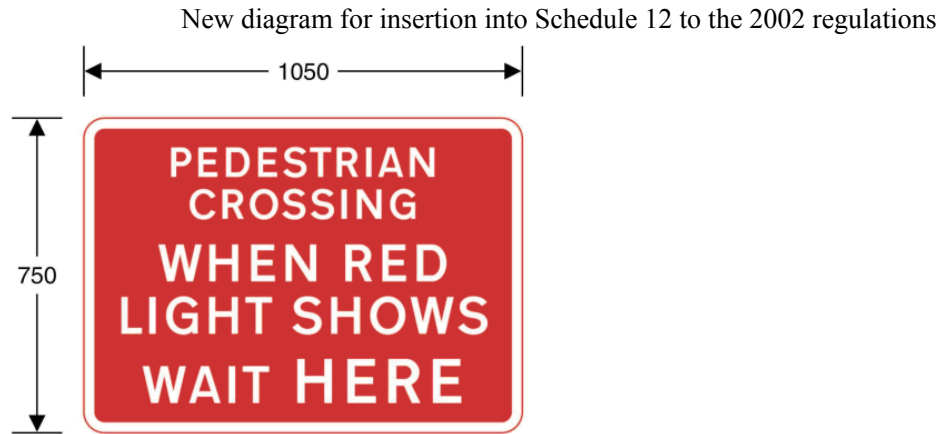 New diagram for insertion into Schedule 12 to the 2002 regulations
1050
750
PEDESTRIAN
CROSSING
WHEN RED
LIGHT SHOWS
WAIT HERE